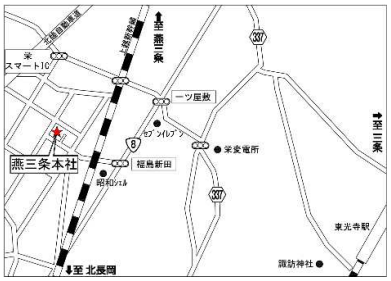 北陸自動車道
上越新幹線
至 燕三条
337
栄
スマートIC
一ツ屋敷
セブンイレブン
8
至 三条
栄変電所
燕三条本社
福島新田
昭和シェル
337
東光寺駅
至 北長岡
諏訪神社